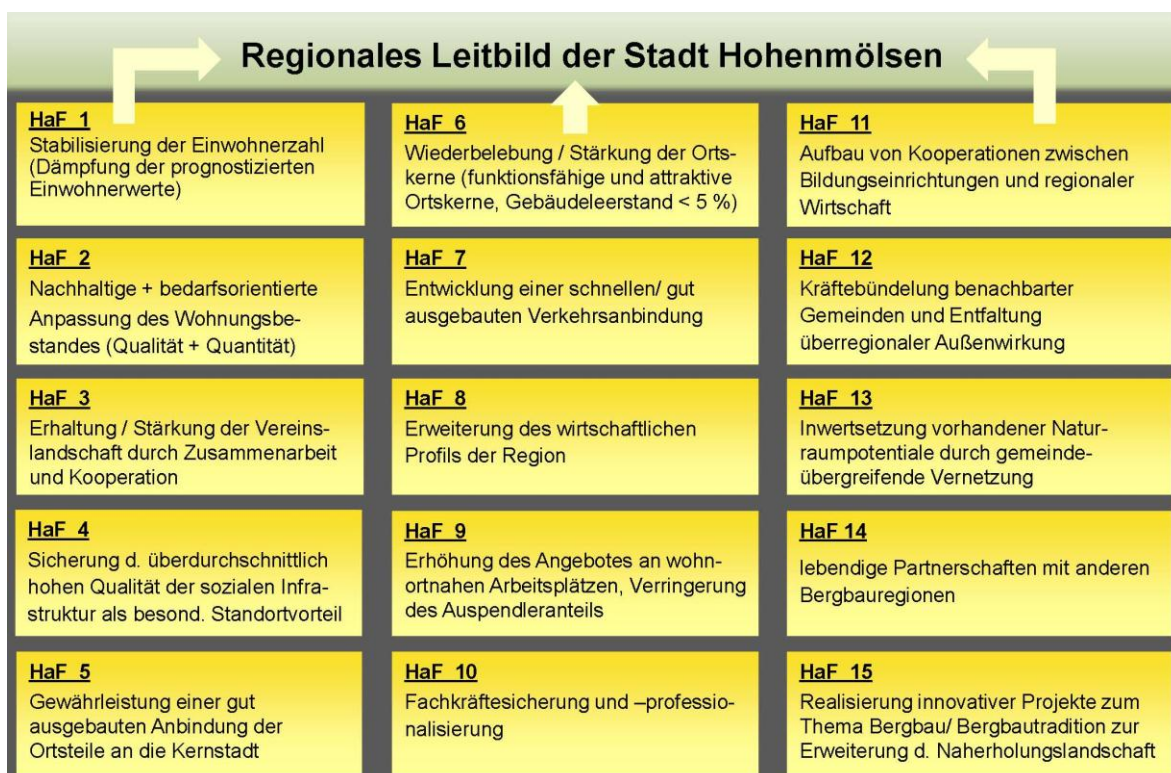 Regionales Leitbild der Stadt Hohenmölsen
HaF 1
Stabilisierung der Einwohnerzahl
(Dämpfung der prognostizierten
Einwohnerwerte)
HaF 2
Nachhaltige + bedarfsorientierte
Anpassung des Wohnungsbe-
standes (Qualität + Quantität)
HaF 3
Erhaltung / Stärkung der Vereins-
landschaft durch Zusammenarbeit
und Kooperation
HaF 4
Sicherung d. überdurchschnittlich
hohen Qualität der sozialen Infra-
struktur als besond. Standortvorteil
HaF 5
Gewährleistung einer gut
ausgebauten Anbindung der
Ortsteile an die Kernstadt
HaF 6
Wiederbelebung / Stärkung der Orts-
kerne (funktionsfähige und attraktive
Ortskerne, Gebäudeleerstand < 5 %)
HaF 7
Entwicklung einer schnellen/ gut
ausgebauten Verkehrsanbindung
HaF 8
Erweiterung des wirtschaftlichen
Profils der Region
HaF 9
Erhöhung des Angebotes an wohn-
ortnahen Arbeitsplätzen, Verringerung
des Auspendleranteils
HaF 10
Fachkräftesicherung und –professio-
nalisierung
HaF 11
Aufbau von Kooperationen zwischen
Bildungseinrichtungen und regionaler
Wirtschaft
HaF 12
Kräftebündelung benachbarter
Gemeinden und Entfaltung
überregionaler Außenwirkung
HaF 13
Inwertsetzung vorhandener Natur-
raumpotentiale durch gemeinde-
übergreifende Vernetzung
HaF 14
lebendige Partnerschaften mit anderen
Bergbauregionen
HaF 15
Realisierung innovativer Projekte zum
Thema Bergbau/ Bergbautradition zur
Erweiterung d. Naherholungslandschaft